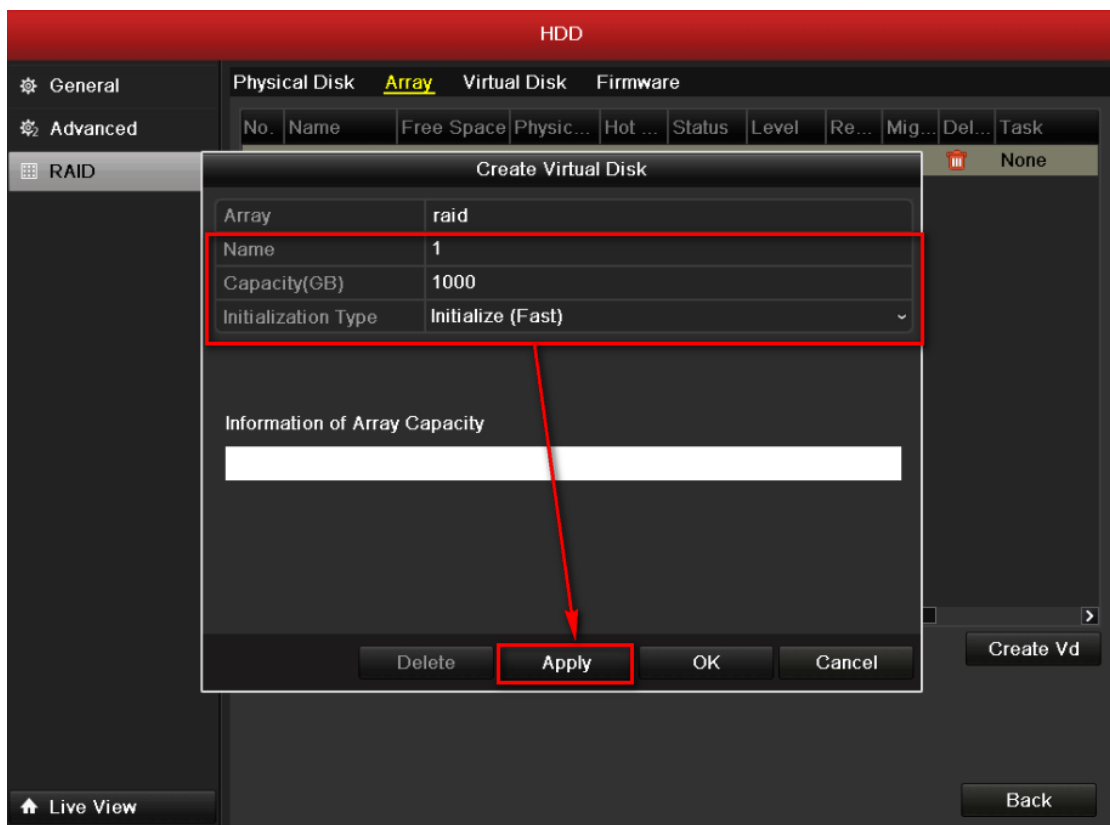 HDD
General
Physical Disk Array Virtual Disk Firmware
Advanced
No. Name Free Space Physic... Hot ... Status Level Re... Mig... Del... Task
RAID
None
Create Virtual Disk
Array raid
Name 1
Capacity(GB) 1000
Initialization Type Initialize (Fast)
Information of Array Capacity
Delete Apply OK Cancel
Create Vd
Live View
Back